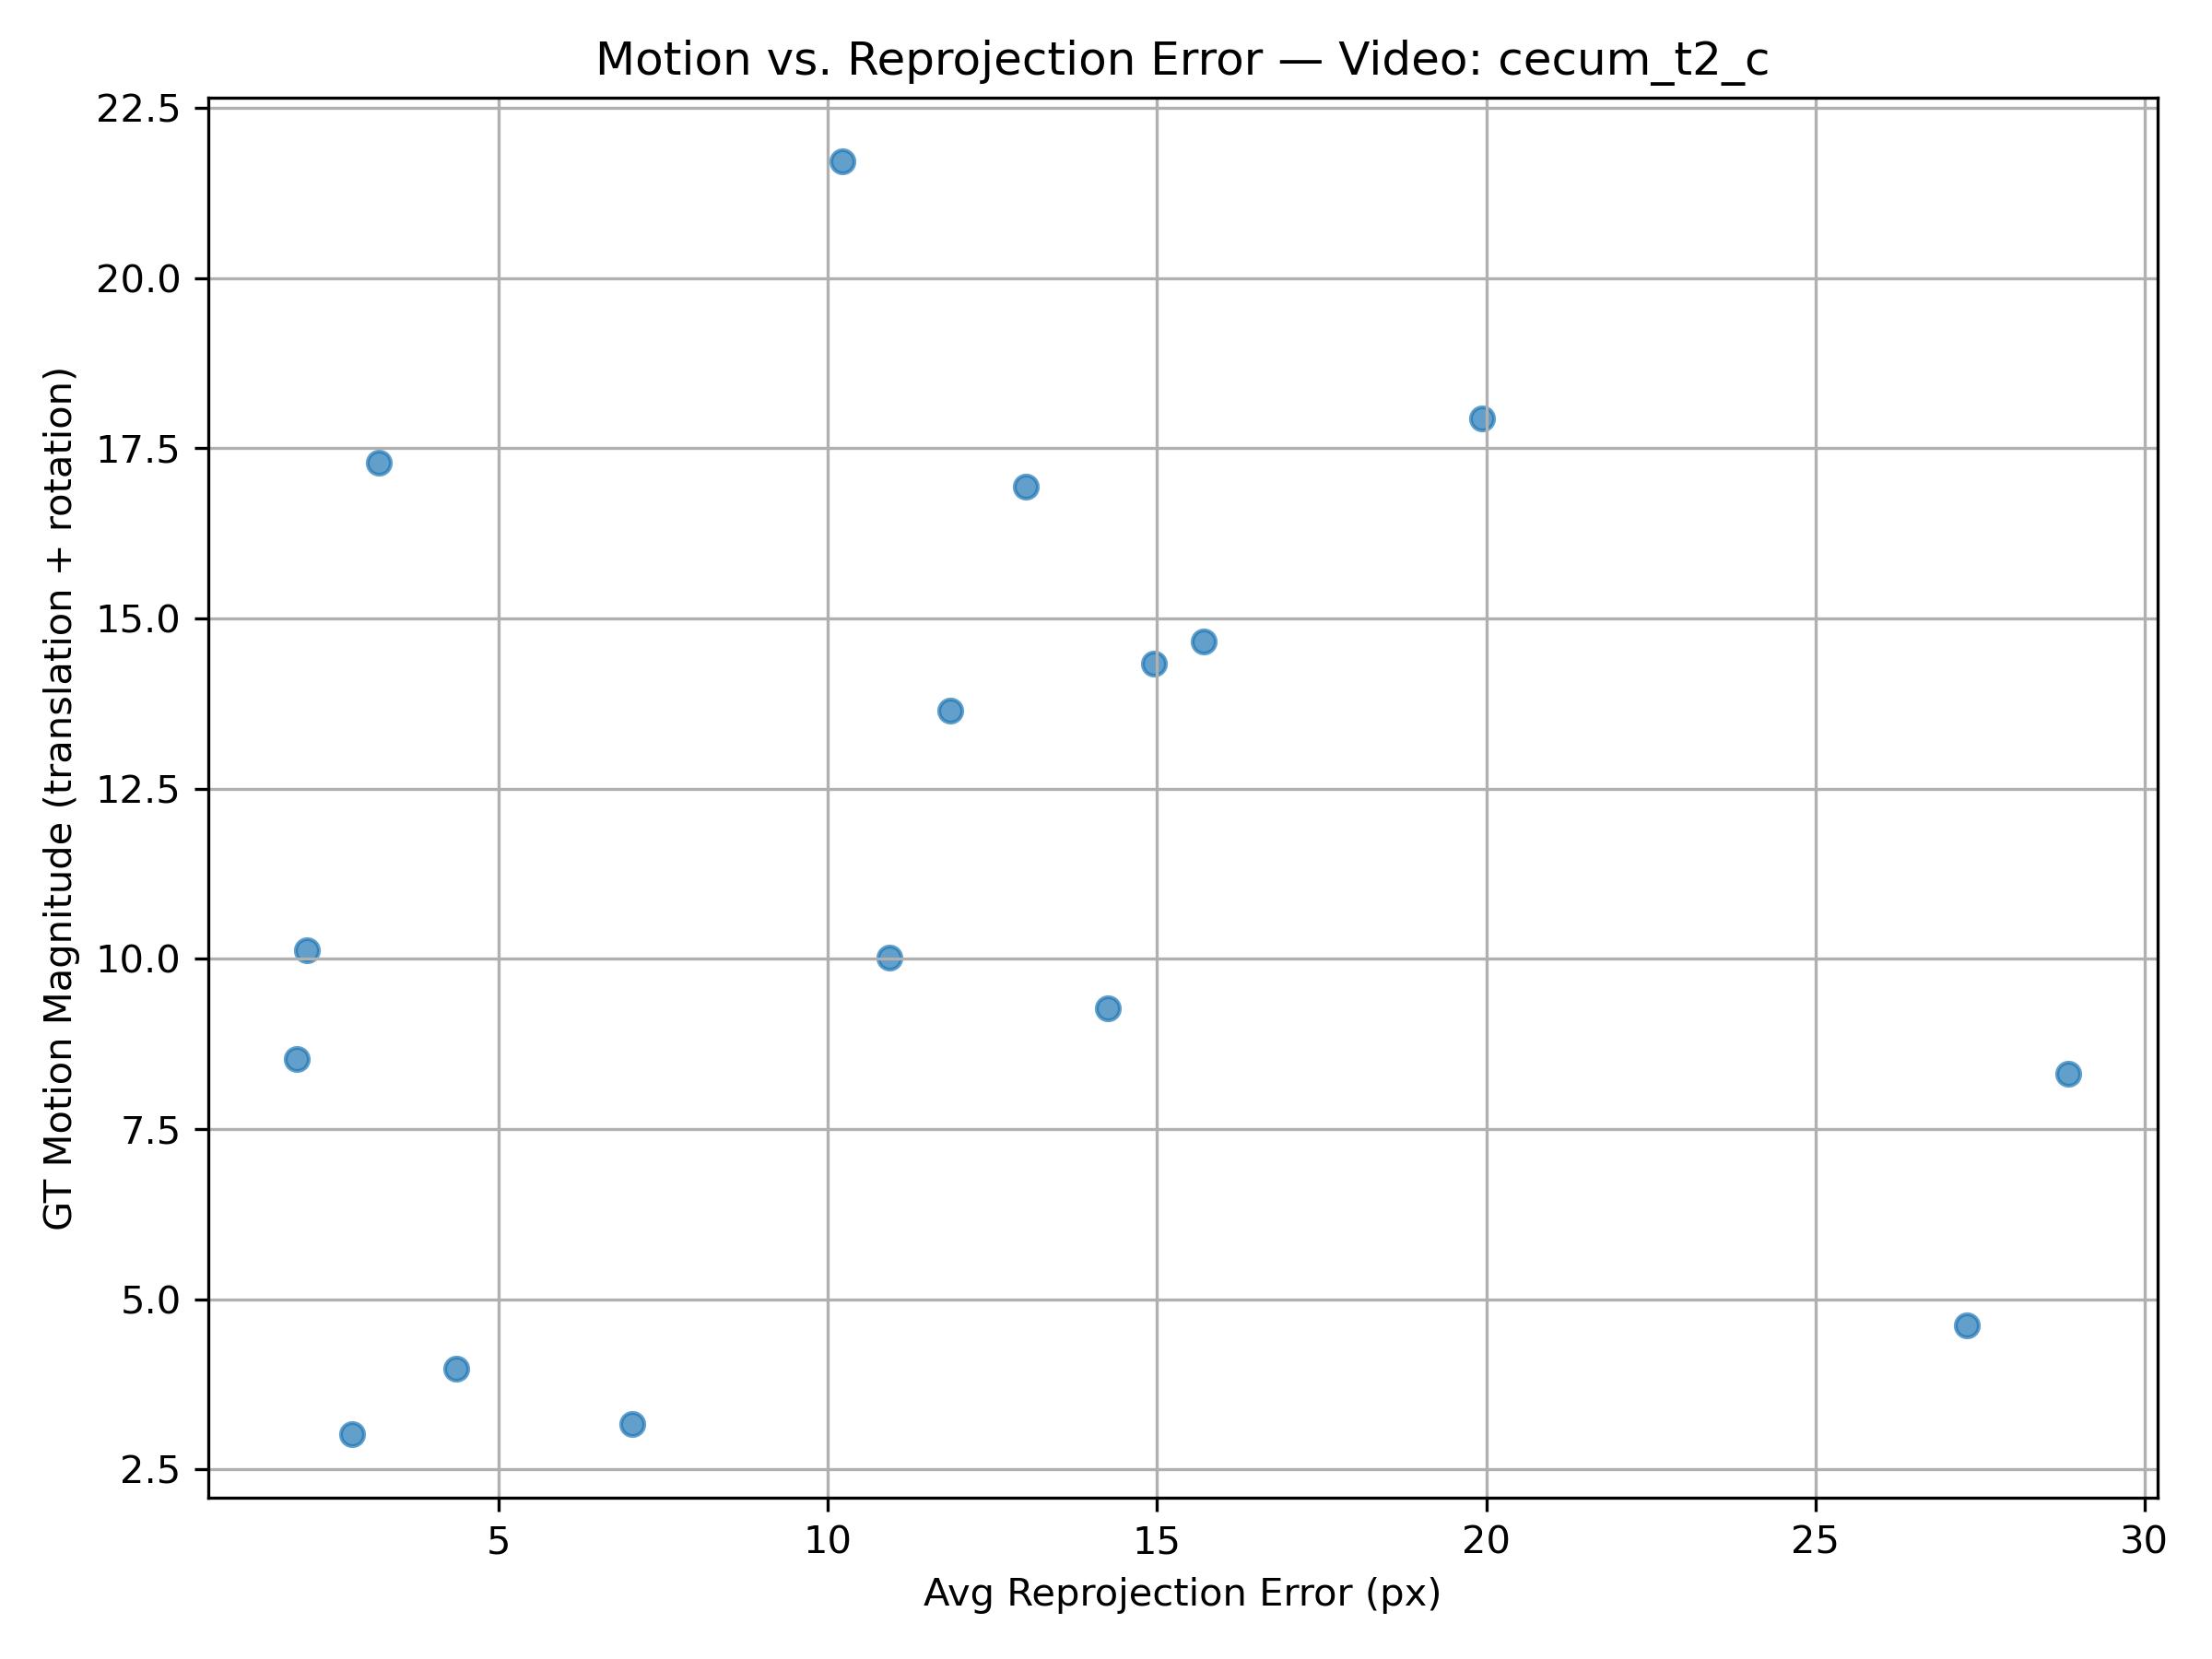 Motion vs. Reprojection Error — Video: cecum_t2_c
GT Motion Magnitude (translation + rotation)
22.5
20.0
17.5
15.0
12.5
10.0
7.5
5.0
2.5
5 10 15 20 25 30
Avg Reprojection Error (px)